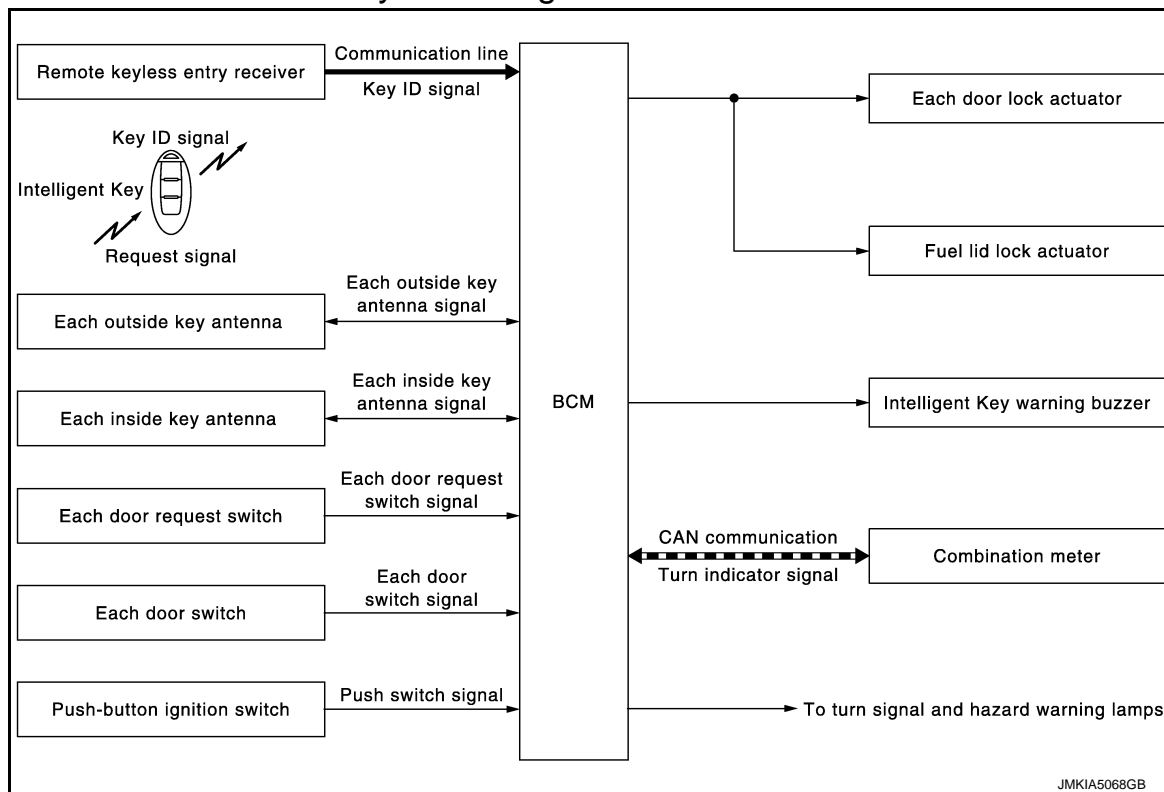 Remote keyless entry receiver
Communication line
Key ID signal
Key ID signal
Intelligent Key
Request signal
Each outside key antenna
Each outside key
antenna signal
Each inside key antenna
Each inside key
antenna signal
Each door request switch
Each door request
switch signal
Each door switch
Each door
switch signal
Push-button ignition switch
Push switch signal
BCM
Each door lock actuator
Fuel lid lock actuator
Intelligent Key warning buzzer
CAN communication
Turn indicator signal
Combination meter
To turn signal and hazard warning lamps
JMKIA5068GB